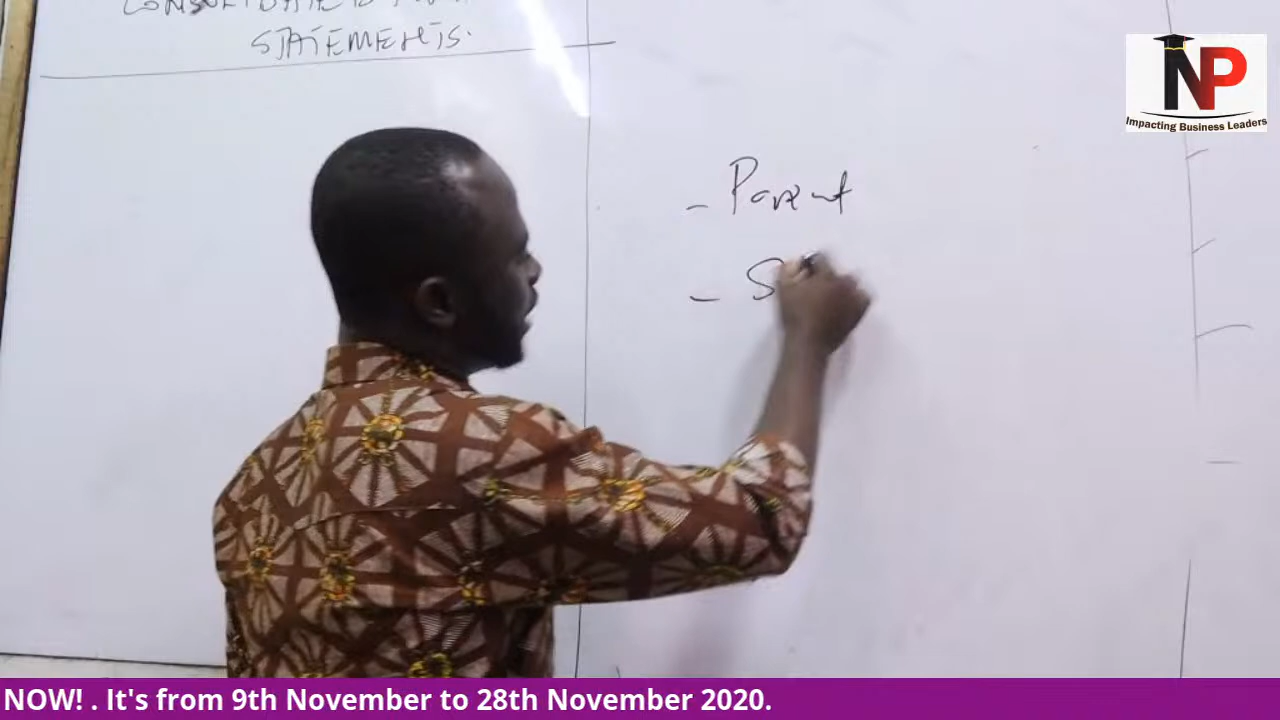 STATEMENTS.
- Parent
- S
NP
Impacting Business Leaders
NOW! . It's from 9th November to 28th November 2020.